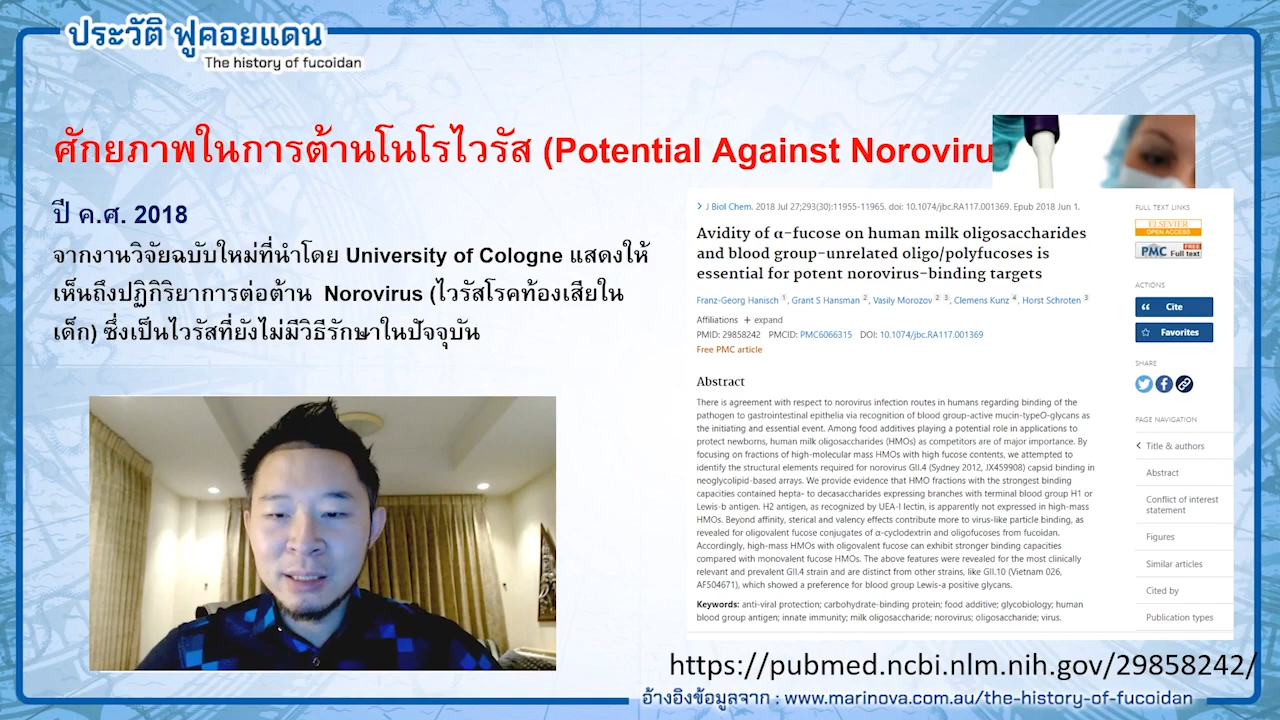 ประวัติ ฟูคอยแดน
The history of fucoidan
ศักยภาพในการต้านโนโรไวรัส (Potential Against Noroviru
ปี ค.ศ. 2018
จากงานวิจัยฉบับใหม่ที่นำโดย University of Cologne แสดงให้
เห็นถึงปฏิกิริยาการต่อต้าน Norovirus (ไวรัสโรคท้องเสียใน
เด็ก) ซึ่งเป็นไวรัสที่ยังไม่มีวิธีรักษาในปัจจุบัน
J Biol Chem. 2018 Jul 27;293(30):11955-11965. doi: 10.1074/jbc.RA117.001369. Epub 2018 Jun 1.
Avidity of α-fucose on human milk oligosaccharides
and blood group-unrelated oligo/polyfucoses is
essential for potent norovirus-binding targets
Franz-Georg Hanisch 1, Grant S Hansman 2, Vasily Morozov 2 3, Clemens Kunz 4, Horst Schroten 3
Affiliations + expand
PMID: 29858242 PMCID: PMC6066315 DOI: 10.1074/jbc.RA117.001369
Free PMC article
Abstract
There is agreement with respect to norovirus infection routes in humans regarding binding of the
pathogen to gastrointestinal epithelia via recognition of blood group-active mucin-typeO-glycans as
the initiating and essential event. Among food additives playing a potential role in applications to
protect newborns, human milk oligosaccharides (HMOs) as competitors are of major importance. By
focusing on fractions of high-molecular mass HMOs with high fucose contents, we attempted to
identify the structural elements required for norovirus GII.4 (Sydney 2012, JX459908) capsid binding in
neoglycolipid-based arrays. We provide evidence that HMO fractions with the strongest binding
capacities contained hepta- to decasaccharides expressing branches with terminal blood group H1 or
Lewis-b antigen. H2 antigen, as recognized by UEA-I lectin, is apparently not expressed in high-mass
HMOs. Beyond affinity, sterical and valency effects contribute more to virus-like particle binding, as
revealed for oligovalent fucose conjugates of α-cyclodextrin and oligofucoses from fucoidan.
Accordingly, high-mass HMOs with oligovalent fucose can exhibit stronger binding capacities
compared with monovalent fucose HMOs. The above features were revealed for the most clinically
relevant and prevalent GII.4 strain and are distinct from other strains, like GII.10 (Vietnam 026,
AF504671), which showed a preference for blood group Lewis-a positive glycans.
Keywords: anti-viral protection; carbohydrate-binding protein; food additive; glycobiology; human
blood group antigen; innate immunity; milk oligosaccharide; norovirus; oligosaccharide; virus.
FULL TEXT LINKS
ELSEVIER
OPEN ACCESS
PMC FREE Full text
ACTIONS
Cite
Favorites
SHARE
PAGE NAVIGATION
Title & authors
Abstract
Conflict of interest
statement
Figures
Similar articles
Cited by
Publication types
https://pubmed.ncbi.nlm.nih.gov/29858242/
อ้างอิงข้อมูลจาก : www.marinova.com.au/the-history-of-fucoidan